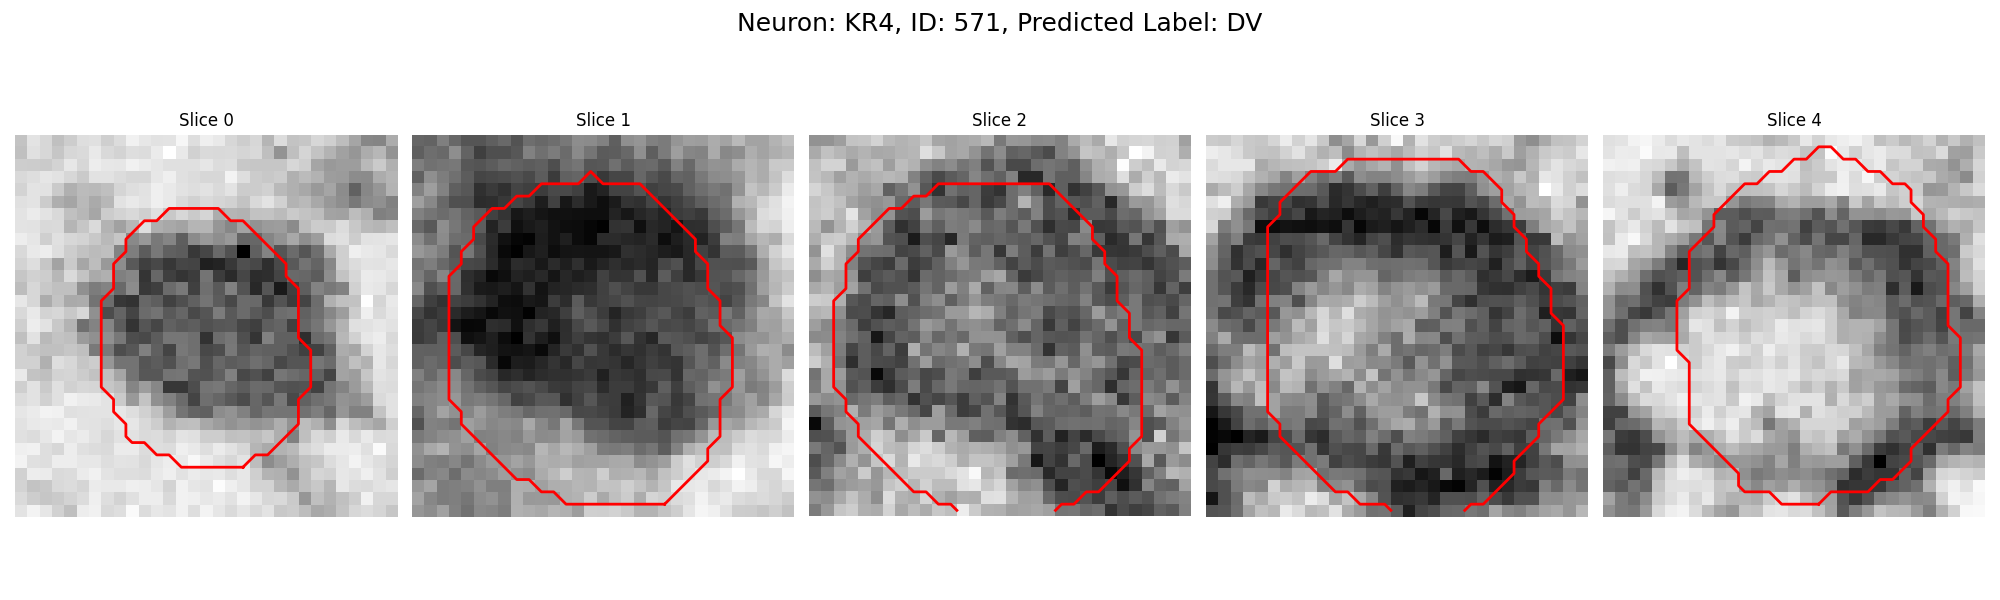 Neuron: KR4, ID: 571, Predicted Label: DV
Slice 0
Slice 1
Slice 2
Slice 3
Slice 4